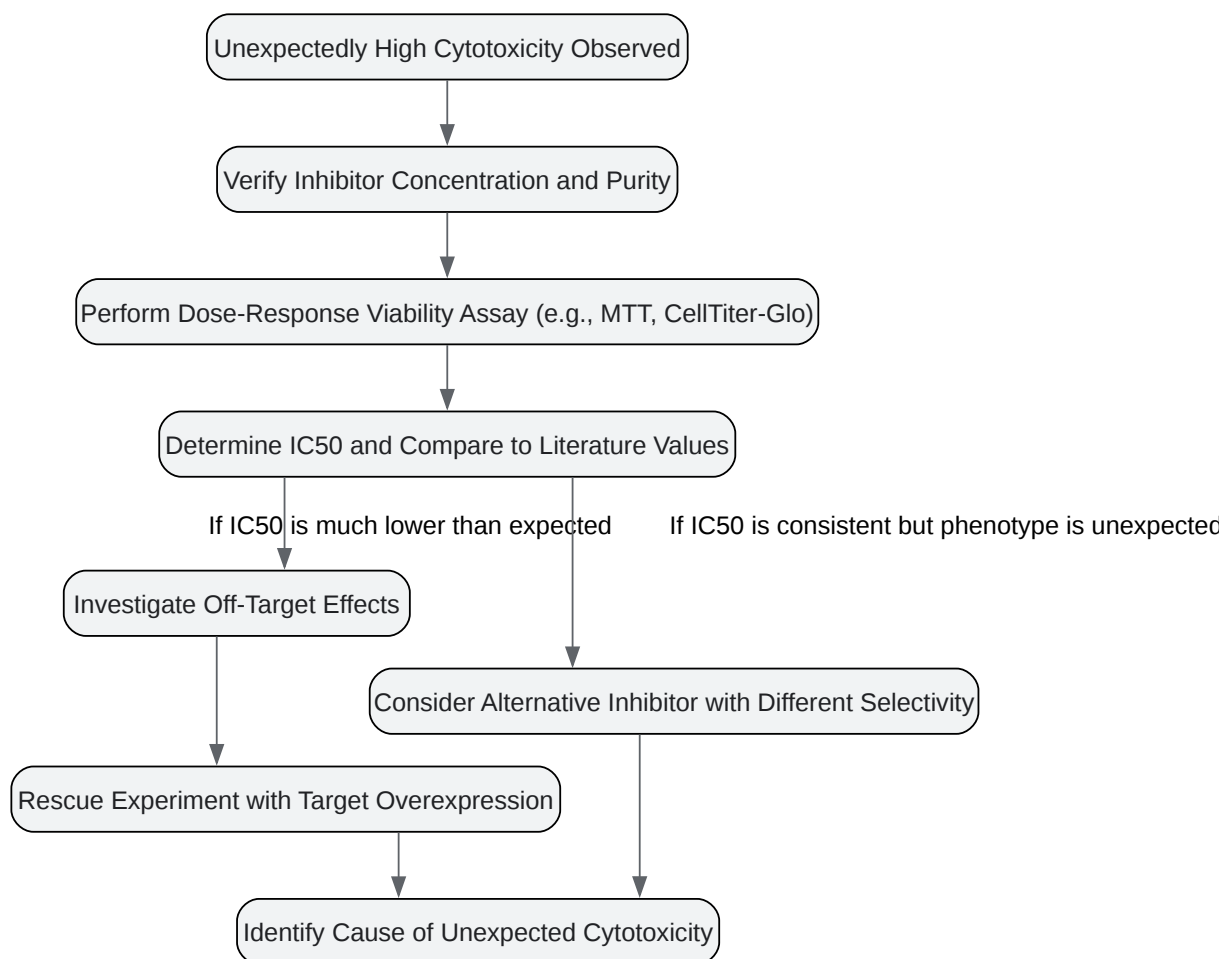 Unexpectedly High Cytotoxicity Observed
Verify Inhibitor Concentration and Purity
Perform Dose-Response Viability Assay (e.g., MTT, CellTiter-Glo)
Determine IC50 and Compare to Literature Values
If IC50 is much lower than expected
If IC50 is consistent but phenotype is unexpected
Investigate Off-Target Effects
Consider Alternative Inhibitor with Different Selectivity
Rescue Experiment with Target Overexpression
Identify Cause of Unexpected Cytotoxicity